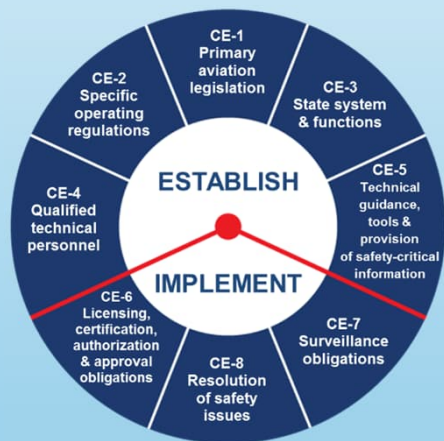 CE-1
Primary
aviation
legislation
CE-2
Specific
operating
regulations
CE-3
State system
& functions
CE-4
Qualified
technical
personnel
CE-5
Technical
guidance,
tools &
provision
of safety-critical
information
ESTABLISH
IMPLEMENT
CE-6
Licensing,
certification,
authorization
& approval
obligations
CE-7
Surveillance
obligations
CE-8
Resolution
of safety
issues